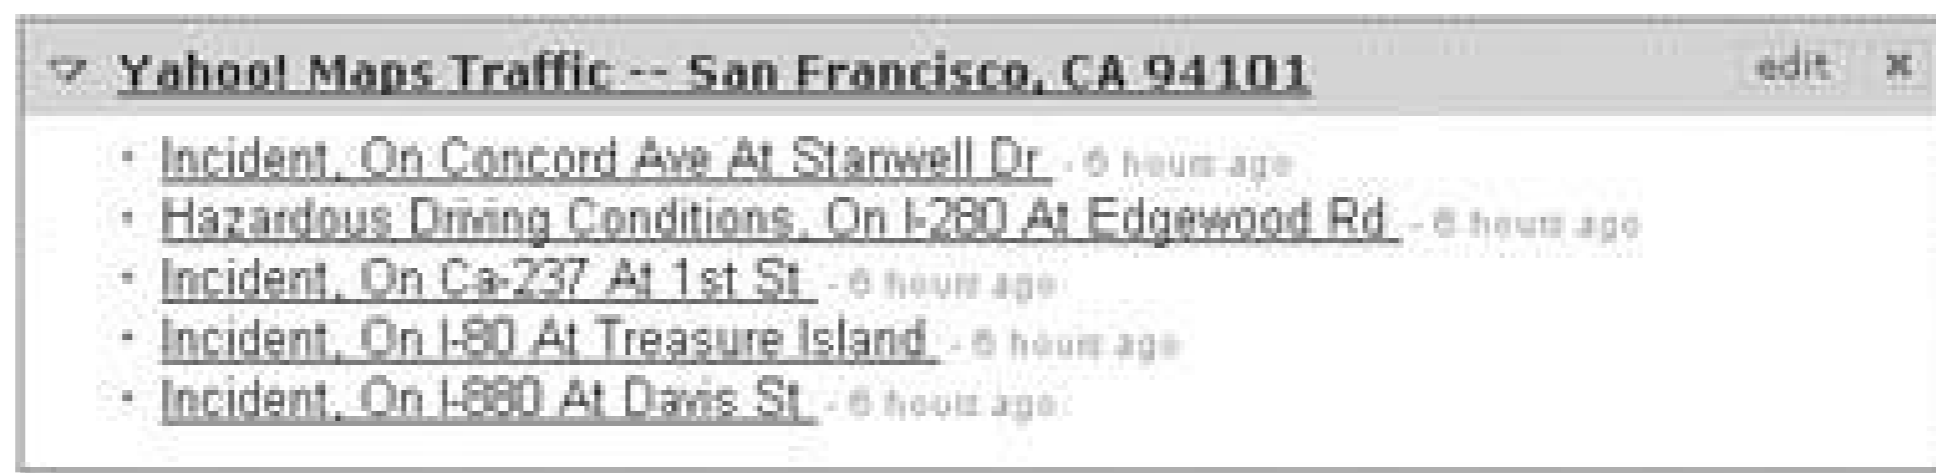 Yahoo! Maps Traffic -- San Francisco, CA 94101 edit x
Incident, On Concord Ave At Stanwell Dr - 6 hours ago
Hazardous Driving Conditions, On I-280 At Edgewood Rd - 6 hours ago
Incident, On Ca-237 At 1st St - 6 hours ago
Incident, On I-80 At Treasure Island - 6 hours ago
Incident, On I-880 At Davis St - 6 hours ago